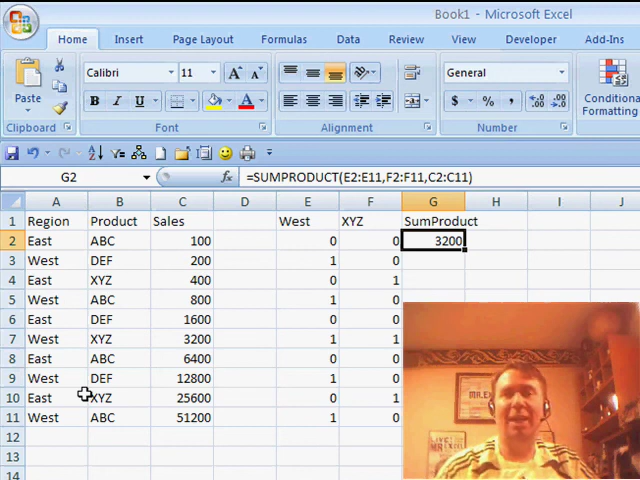 Book1 - Microsoft Excel
Home Insert Page Layout Formulas Data Review View Developer Add-Ins
Calibri 11 General
Paste Conditional
Formatting
Clipboard Font Alignment Number
G2 fx =SUMPRODUCT(E2:E11,F2:F11,C2:C11)
A B C D E F G H I J
1 Region Product Sales West XYZ SumProduct
2 East ABC 100 0 0 3200
3 West DEF 200 1 0
4 East XYZ 400 0 1
5 West ABC 800 1 0
6 East DEF 1600 0 0
7 West XYZ 3200 1 1
8 East ABC 6400 0 0
9 West DEF 12800 1 0
10 East XYZ 25600 0 1
11 West ABC 51200 1 0
12
13
14
MR.EX